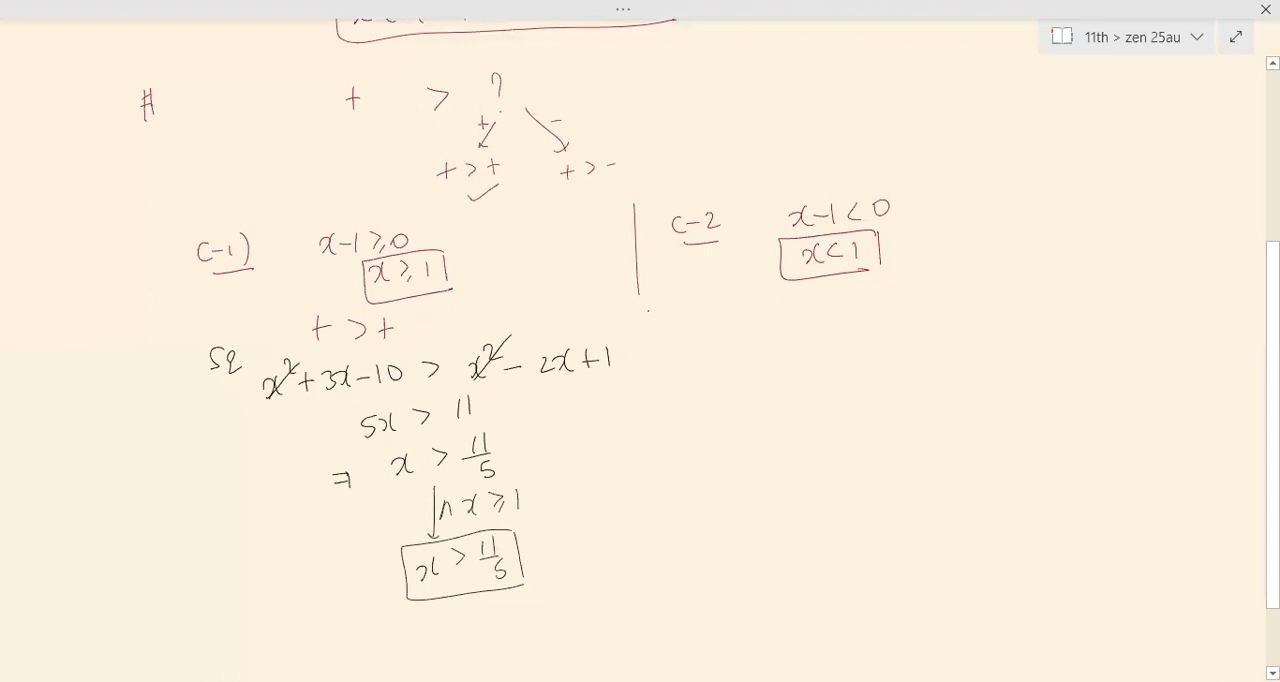 11th > zen 25au
# + > ?
+ -
+ > + + > -
✓
C-1) x-1 ≥ 0
x ≥ 1
+ > +
SQ x²+3x-10 > x²-2x+1
5x > 11
⇒ x > 11/5
∩ x ≥ 1
x > 11/5
C-2 x-1 < 0
x < 1